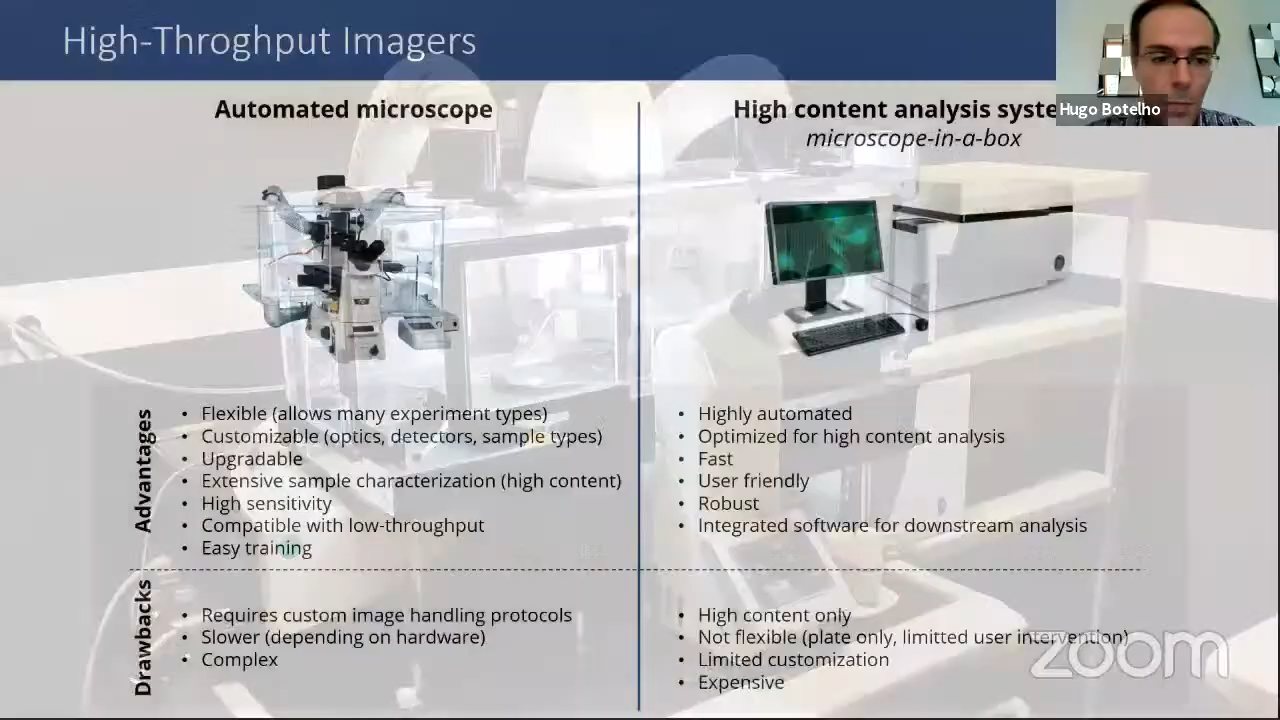 High-Throghput Imagers
Hugo Botelho
Automated microscope
High content analysis syste
microscope-in-a-box
Advantages
• Flexible (allows many experiment types)
• Customizable (optics, detectors, sample types)
• Upgradable
• Extensive sample characterization (high content)
• High sensitivity
• Compatible with low-throughput
• Easy training
• Highly automated
• Optimized for high content analysis
• Fast
• User friendly
• Robust
• Integrated software for downstream analysis
Drawbacks
• Requires custom image handling protocols
• Slower (depending on hardware)
• Complex
• High content only
• Not flexible (plate only, limitted user intervention)
• Limited customization
• Expensive
zoom